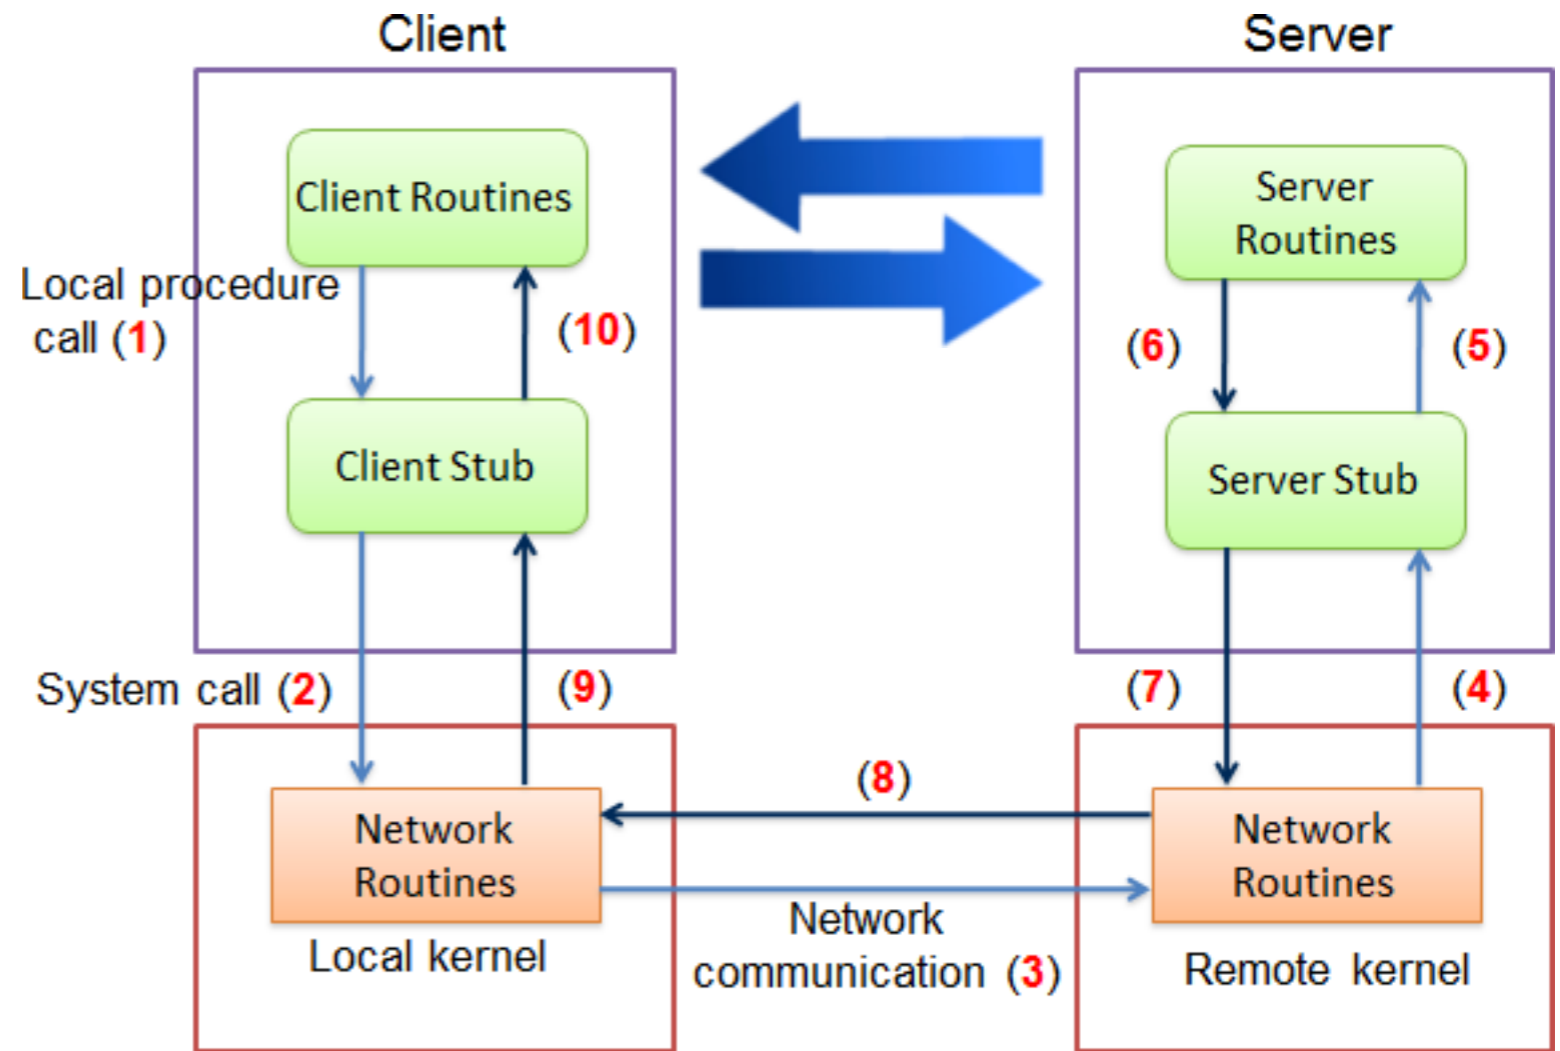 Client
Server
Client Routines
Server
Routines
Local procedure
call (1)
(10)
(6)
(5)
Client Stub
Server Stub
System call (2)
(9)
(7)
(4)
(8)
Network
Routines
Network
Routines
Local kernel
Network
communication (3)
Remote kernel